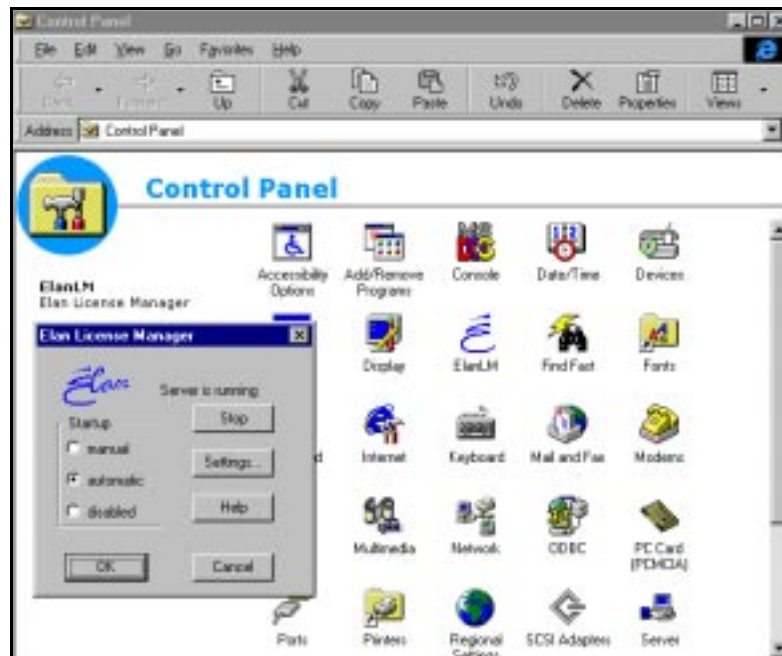 Control Panel
File Edit View Go Favorites Help
Back Forward Up Cut Copy Paste Undo Delete Properties Views
Address Control Panel
Control Panel
ElanLM
Elan License Manager
Accessibility Options
Add/Remove Programs
Console
Date/Time
Devices
Display
ElanLM
Find Fast
Fonts
Internet
Keyboard
Mail and Fax
Modems
Multimedia
Network
ODBC
PC Card (PCMCIA)
Ports
Printers
Regional Settings
SCSI Adapters
Server
Elan License Manager
Elan
Server is running
Startup
manual
automatic
disabled
Stop
Settings...
Help
OK
Cancel